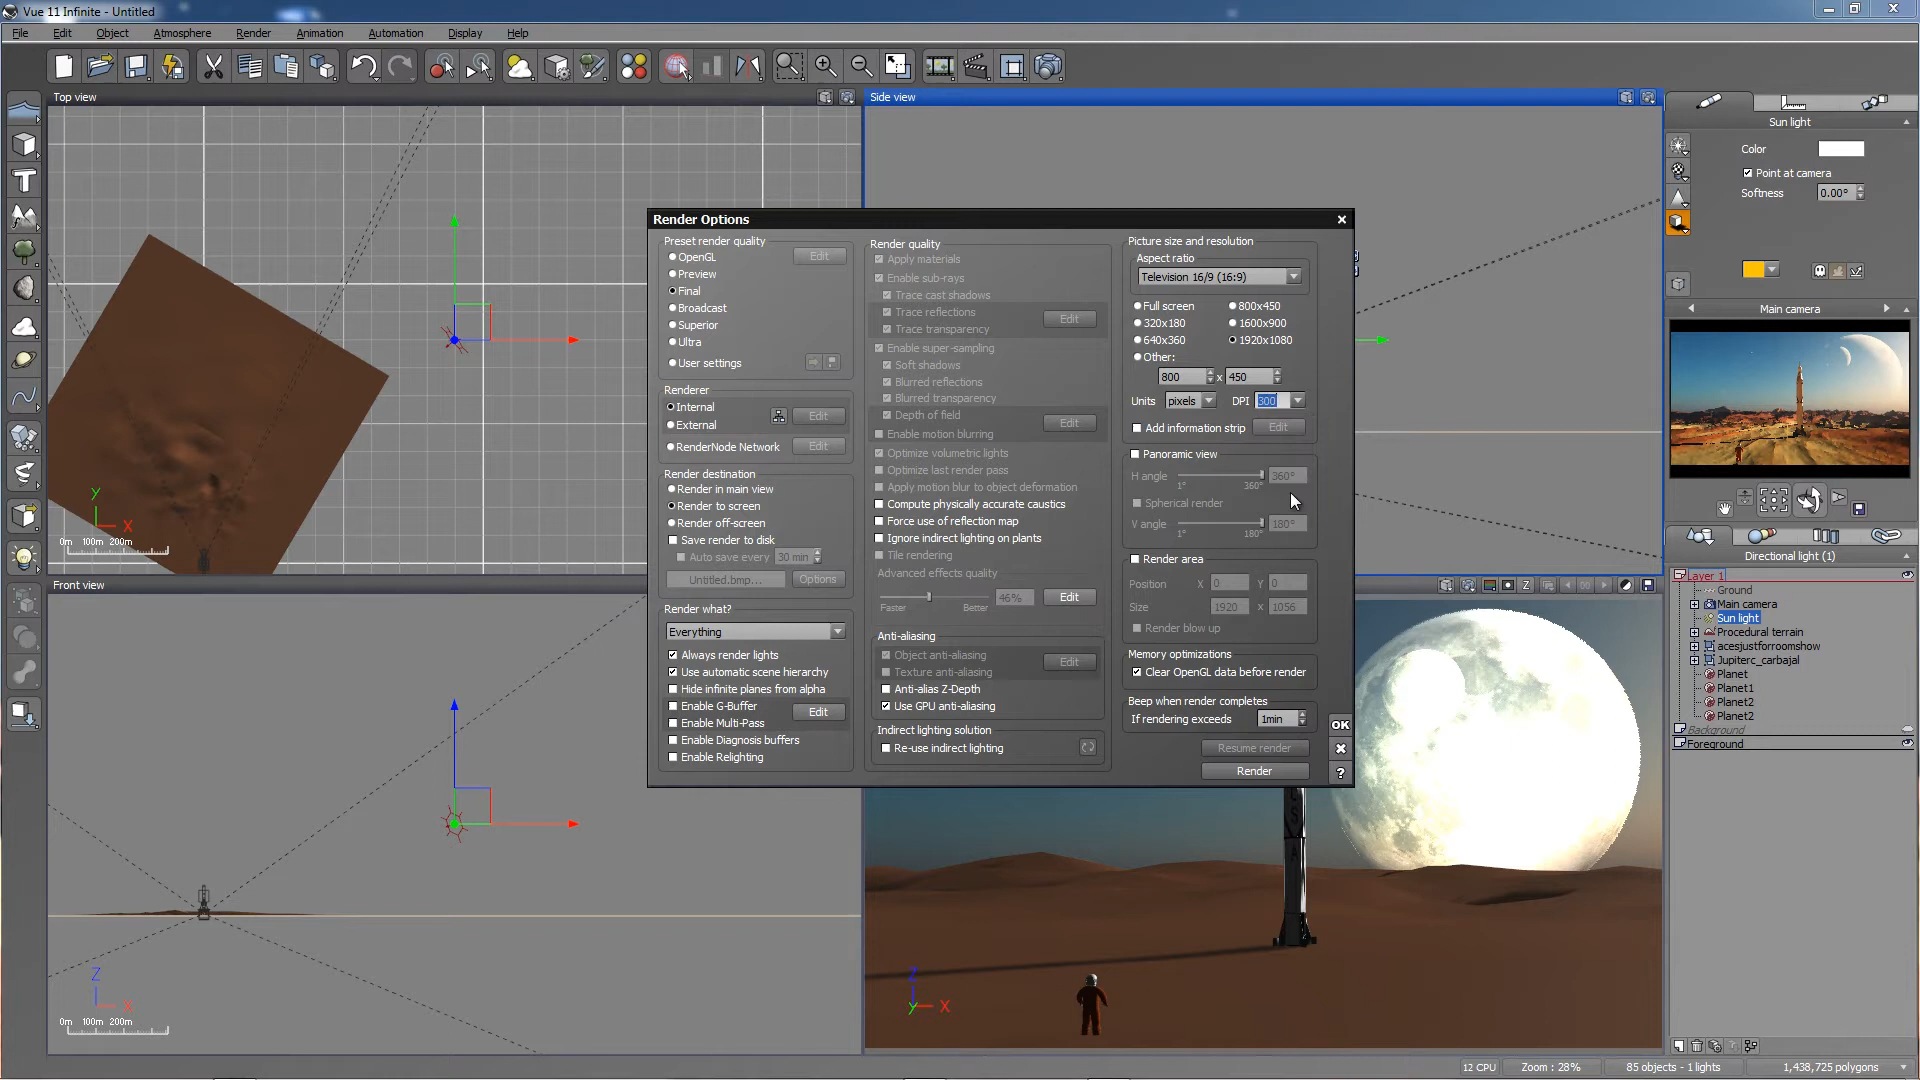 Vue 11 Infinite - Untitled
File Edit Object Atmosphere Render Animation Automation Display Help
Top view
Side view
Sun light
Color
Point at camera
Softness 0.00°
Main camera
Directional light (1)
Layer 1
Ground
Main camera
Sun light
Procedural terrain
acesjustforroomshow
Jupiterc_carbajal
Planet
Planet1
Planet2
Planet2
Background
Foreground
Y
X
0m 100m 200m
Front view
Z
X
0m 100m 200m
Z
Y X
C
S
A
Render Options
Preset render quality
OpenGL Edit
Preview
Final
Broadcast
Superior
Ultra
User settings
Renderer
Internal Edit
External
RenderNode Network Edit
Render destination
Render in main view
Render to screen
Render off-screen
Save render to disk
Auto save every 30 min
Untitled.bmp... Options
Render what?
Everything
Always render lights
Use automatic scene hierarchy
Hide infinite planes from alpha
Enable G-Buffer Edit
Enable Multi-Pass
Enable Diagnosis buffers
Enable Relighting
Render quality
Apply materials
Enable sub-rays
Trace cast shadows
Trace reflections Edit
Trace transparency
Enable super-sampling
Soft shadows
Blurred reflections
Blurred transparency
Depth of field Edit
Enable motion blurring
Optimize volumetric lights
Optimize last render pass
Apply motion blur to object deformation
Compute physically accurate caustics
Force use of reflection map
Ignore indirect lighting on plants
Tile rendering
Advanced effects quality
46% Edit
Faster Better
Anti-aliasing
Object anti-aliasing Edit
Texture anti-aliasing
Anti-alias Z-Depth
Use GPU anti-aliasing
Indirect lighting solution
Re-use indirect lighting
Picture size and resolution
Aspect ratio
Television 16/9 (16:9)
Full screen 800x450
320x180 1600x900
640x360 1920x1080
Other:
800 x 450
Units pixels DPI 300
Add information strip Edit
Panoramic view
H angle 360°
1° 360°
Spherical render
V angle 180°
1° 180°
Render area
Position X 0 Y 0
Size 1920 x 1056
Render blow up
Memory optimizations
Clear OpenGL data before render
Beep when render completes
If rendering exceeds 1min
OK
Resume render
Render
?
12 CPU Zoom : 28% 85 objects - 1 lights 1,438,725 polygons